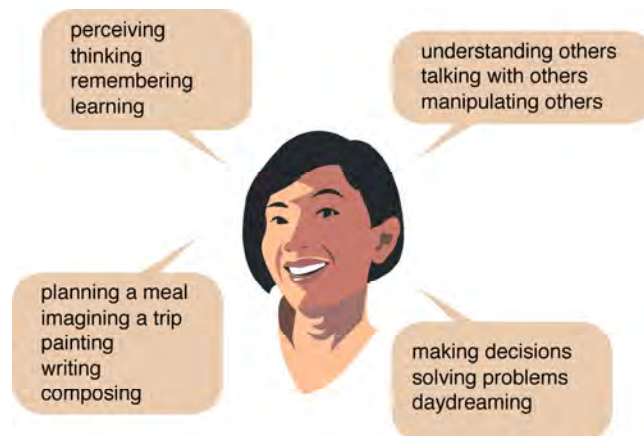 perceiving
thinking
remembering
learning
understanding others
talking with others
manipulating others
planning a meal
imagining a trip
painting
writing
composing
making decisions
solving problems
daydreaming